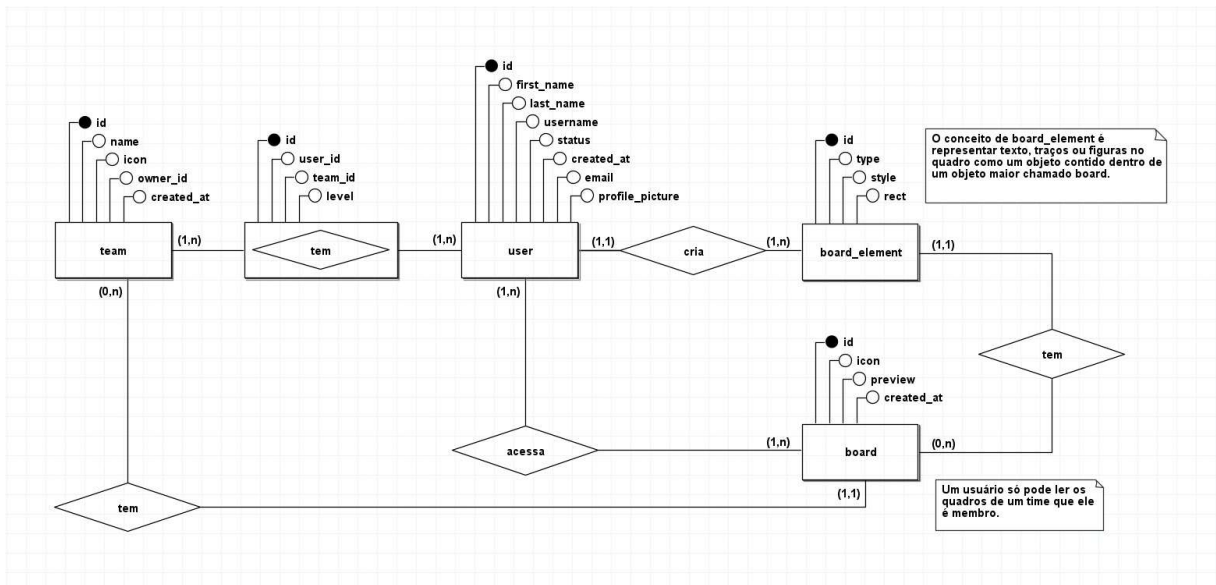 id
name
icon
owner_id
created_at
team
(1,n)
id
user_id
team_id
level
tem
(1,n)
id
first_name
last_name
username
status
created_at
email
profile_picture
user
(1,1)
cria
(1,n)
id
type
style
rect
board_element
(1,1)
O conceito de board_element é
representar texto, traços ou figuras no
quadro como um objeto contido dentro de
um objeto maior chamado board.
(0,n)
(1,n)
tem
id
icon
preview
created_at
acessa
(1,n)
board
(0,n)
(1,1)
tem
Um usuário só pode ler os
quadros de um time que ele
é membro.